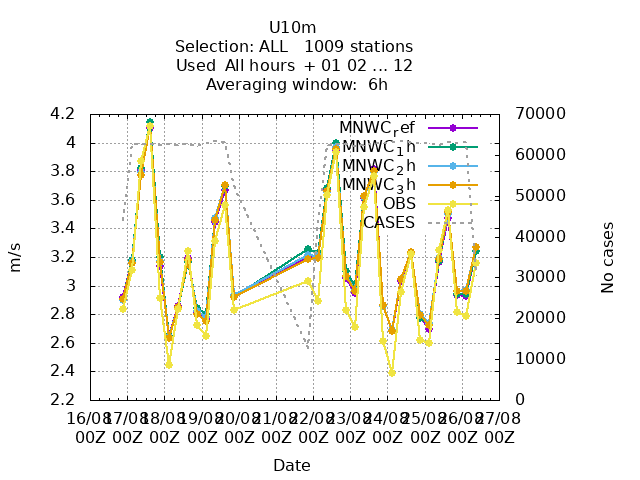 U10m
Selection: ALL   1009 stations
Used  All hours  + 01 02 ... 12
Averaging window:  6h
4.2
4
3.8
3.6
3.4
3.2
3
2.8
2.6
2.4
2.2
m/s
70000
60000
50000
40000
30000
20000
10000
0
No cases
MNWC_ref
MNWC_1h
MNWC_2h
MNWC_3h
OBS
CASES
16/08 17/08 18/08 19/08 20/08 21/08 22/08 23/08 24/08 25/08 26/08 27/08
00Z 00Z 00Z 00Z 00Z 00Z 00Z 00Z 00Z 00Z 00Z 00Z
Date